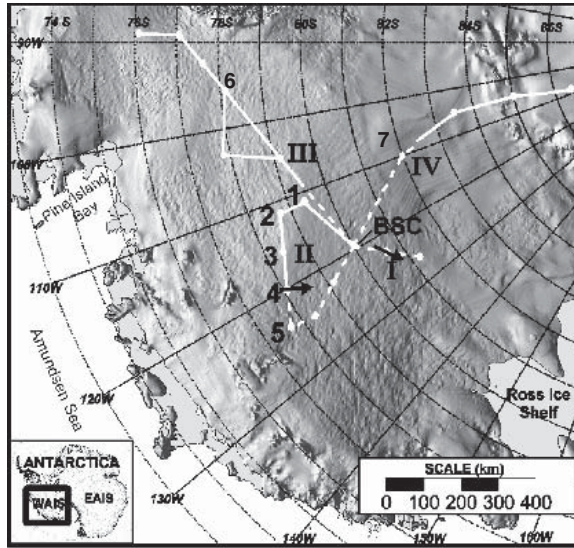 74 S
76S
78S
80S
82 S
84S
86S
90W
6
100W
III
7
IV
Pine Island
Bay
1
2
BSC
3
II
I
110W
4
5
Amundsen Sea
120W
Ross Ice
Shelf
ANTARCTICA
WAIS
EAIS
130W
SCALE (km)
0 100 200 300 400
140W
150W
160W